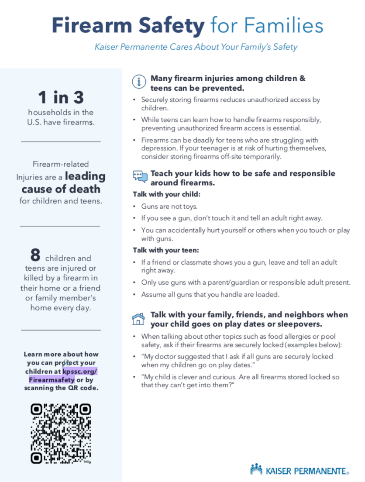 Firearm Safety for Families
Kaiser Permanente Cares About Your Family's Safety
1 in 3
households in the
U.S. have firearms.
Firearm-related
Injuries are a leading
cause of death
for children and teens.
8 children and
teens are injured or
killed by a firearm in
their home or a friend
or family member's
home every day.
Learn more about how
you can protect your
children at kpssc.org/
Firwarmsafety or by
scanning the QR code.
Many firearm injuries among children &
teens can be prevented.
• Securely storing firearms reduces unauthorized access by
children.
• While teens can learn how to handle firearms responsibly,
preventing unauthorized firearm access is essential.
• Firearms can be deadly for teens who are struggling with
depression. If your teenager is at risk of hurting themselves,
consider storing firearms off-site temporarily.
Teach your kids how to be safe and responsible
around firearms.
Talk with your child:
• Guns are not toys.
• If you see a gun, don't touch it and tell an adult right away.
• You can accidentally hurt yourself or others when you touch or play
with guns.
Talk with your teen:
• If a friend or classmate shows you a gun, leave and tell an adult
right away.
• Only use guns with a parent/guardian or responsible adult present.
• Assume all guns that you handle are loaded.
Talk with your family, friends, and neighbors when
your child goes on play dates or sleepovers.
• When talking about other topics such as food allergies or pool
safety, ask if their firearms are securely locked (examples below):
• "My doctor suggested that I ask if all guns are securely locked
when my children go on play dates."
• "My child is clever and curious. Are all firearms stored locked so
that they can't get into them?"
KAISER PERMANENTE®